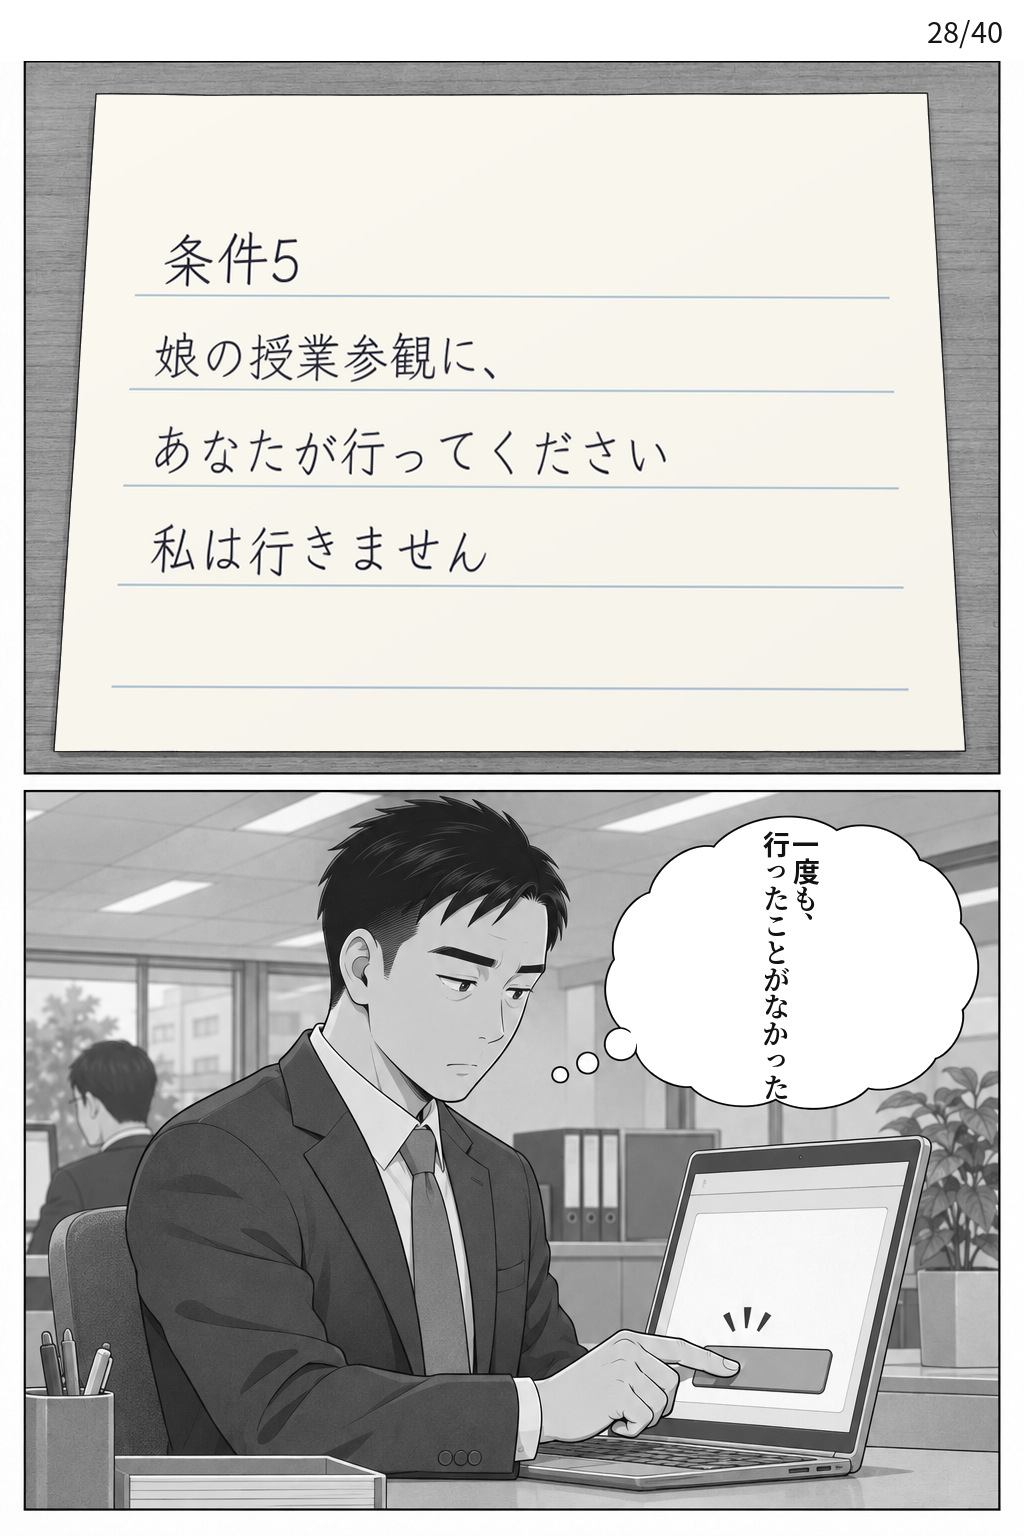 28/40
条件5
娘の授業参観に、
あなたが行ってください
私は行きません
一度も、
行ったことがなかった